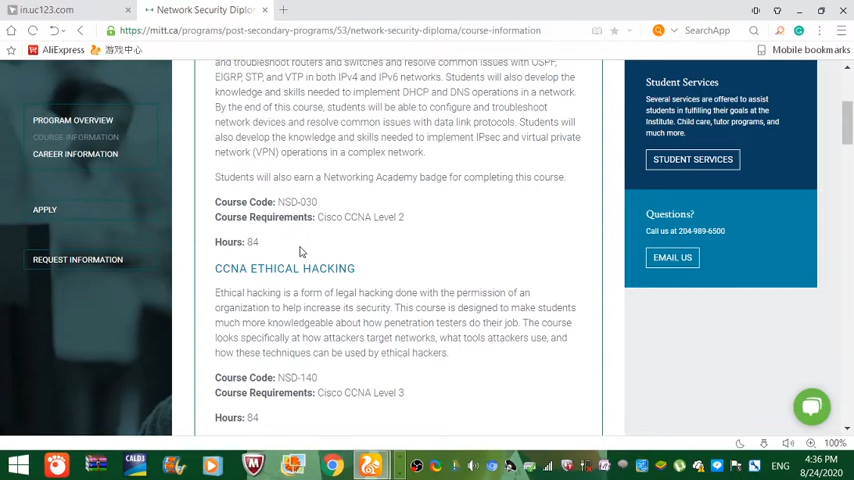 in.uc123.com
Network Security Diplo
https://mitt.ca/programs/post-secondary-programs/53/network-security-diploma/course-information
SearchApp
AliExpress
游戏中心
Mobile bookmarks
PROGRAM OVERVIEW
COURSE INFORMATION
CAREER INFORMATION
APPLY
REQUEST INFORMATION
and troubleshoot routers and switches and resolve common issues with OSPF,
EIGRP, STP, and VTP in both IPv4 and IPv6 networks. Students will also develop the
knowledge and skills needed to implement DHCP and DNS operations in a network.
By the end of this course, students will be able to configure and troubleshoot
network devices and resolve common issues with data link protocols. Students will
also develop the knowledge and skills needed to implement IPsec and virtual private
network (VPN) operations in a complex network.
Students will also earn a Networking Academy badge for completing this course.
Course Code: NSD-030
Course Requirements: Cisco CCNA Level 2
Hours: 84
CCNA ETHICAL HACKING
Ethical hacking is a form of legal hacking done with the permission of an
organization to help increase its security. This course is designed to make students
much more knowledgeable about how penetration testers do their job. The course
looks specifically at how attackers target networks, what tools attackers use, and
how these techniques can be used by ethical hackers.
Course Code: NSD-140
Course Requirements: Cisco CCNA Level 3
Hours: 84
Student Services
Several services are offered to assist
students in fulfilling their goals at the
Institute. Child care, tutor programs, and
much more.
STUDENT SERVICES
Questions?
Call us at 204-989-6500
EMAIL US
100%
CALD3
ENG
4:36 PM
8/24/2020